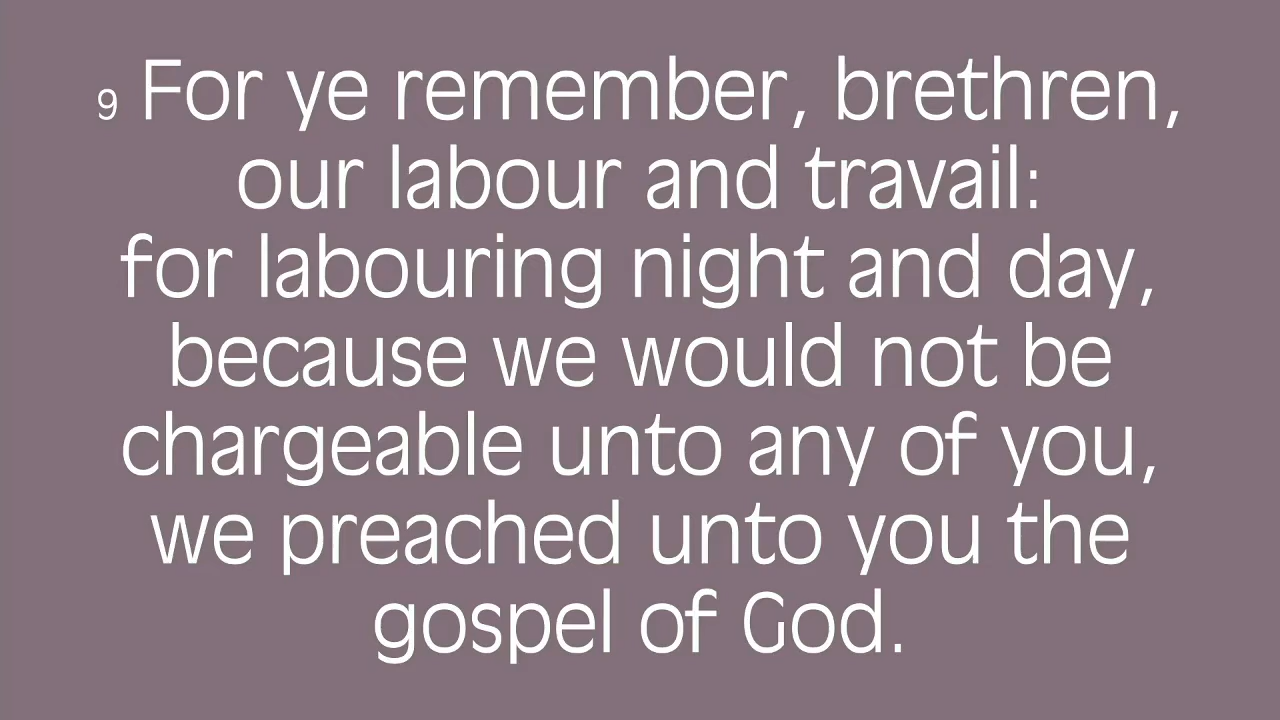 9 For ye remember, brethren,
our labour and travail:
for labouring night and day,
because we would not be
chargeable unto any of you,
we preached unto you the
gospel of God.